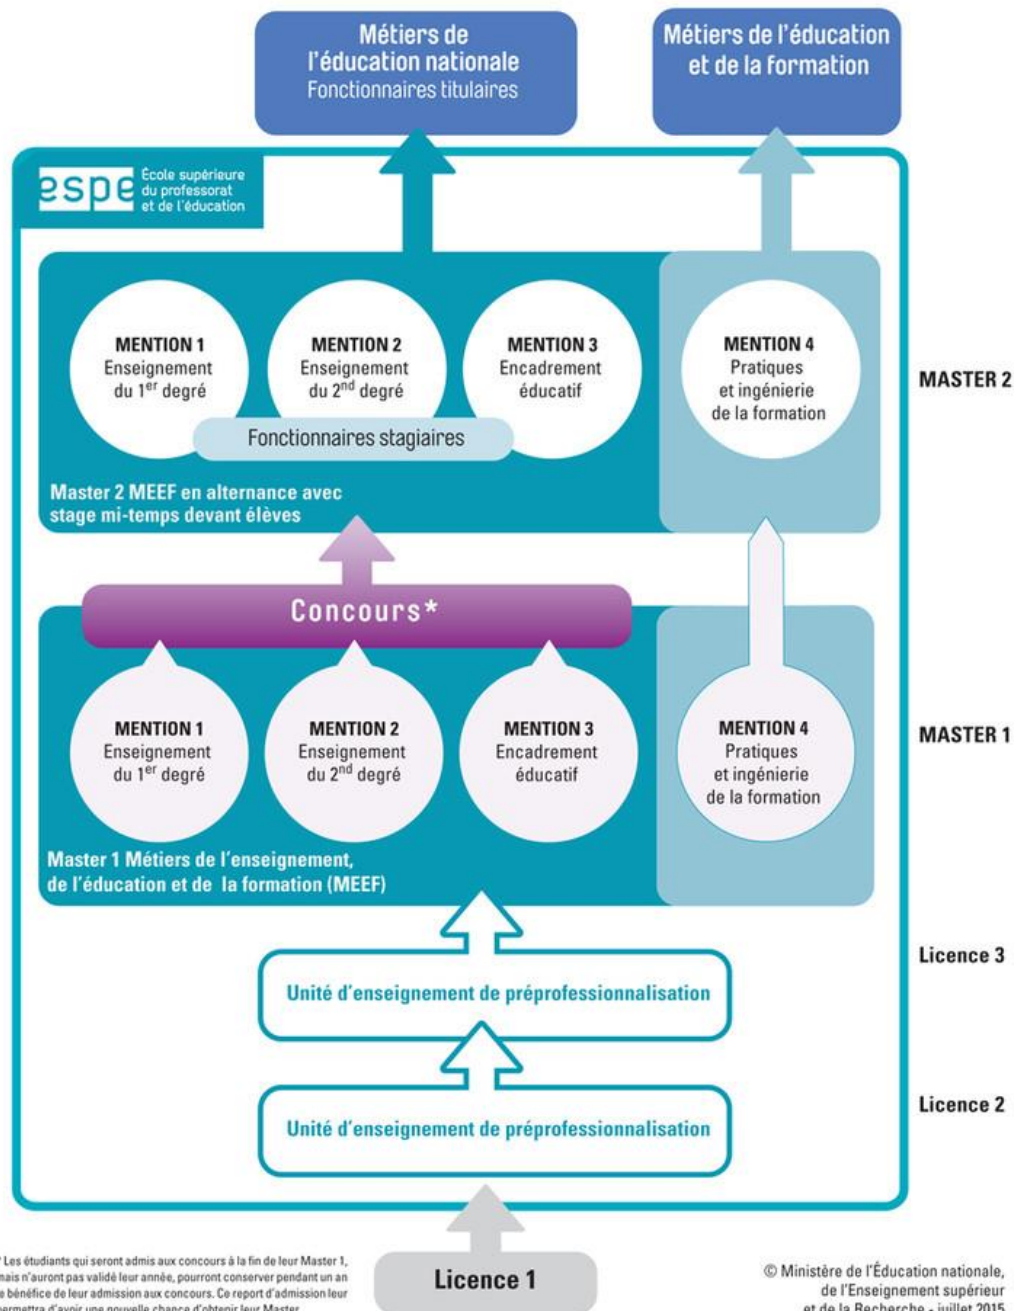 Métiers de
l'éducation nationale
Fonctionnaires titulaires
Métiers de l'éducation
et de la formation
espe
École supérieure
du professorat
et de l'éducation
MENTION 1
Enseignement
du 1er degré
MENTION 2
Enseignement
du 2nd degré
MENTION 3
Encadrement
éducatif
MENTION 4
Pratiques
et ingénierie
de la formation
MASTER 2
Fonctionnaires stagiaires
Master 2 MEEF en alternance avec
stage mi-temps devant élèves
Concours*
MENTION 1
Enseignement
du 1er degré
MENTION 2
Enseignement
du 2nd degré
MENTION 3
Encadrement
éducatif
MENTION 4
Pratiques
et ingénierie
de la formation
MASTER 1
Master 1 Métiers de l'enseignement,
de l'éducation et de la formation (MEEF)
Licence 3
Unité d'enseignement de préprofessionnalisation
Licence 2
Unité d'enseignement de préprofessionnalisation
Licence 1
* Les étudiants qui seront admis aux concours à la fin de leur Master 1,
mais n'auront pas validé leur année, pourront conserver pendant un an
le bénéfice de leur admission aux concours. Ce report d'admission leur
permettra d'avoir une nouvelle chance d'obtenir leur Master
© Ministère de l'Éducation nationale,
de l'Enseignement supérieur
et de la Recherche - juillet 2015